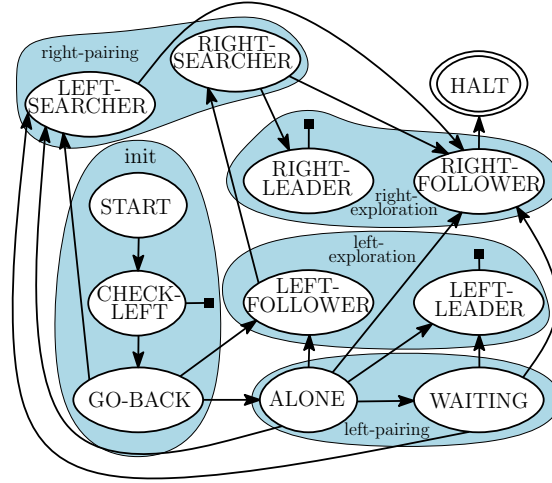 right-pairing
RIGHT-
SEARCHER
LEFT-
SEARCHER
HALT
init
RIGHT-
LEADER
RIGHT-
FOLLOWER
right-
exploration
START
left-
exploration
CHECK-
LEFT
LEFT-
FOLLOWER
LEFT-
LEADER
GO-BACK
ALONE
WAITING
left-pairing